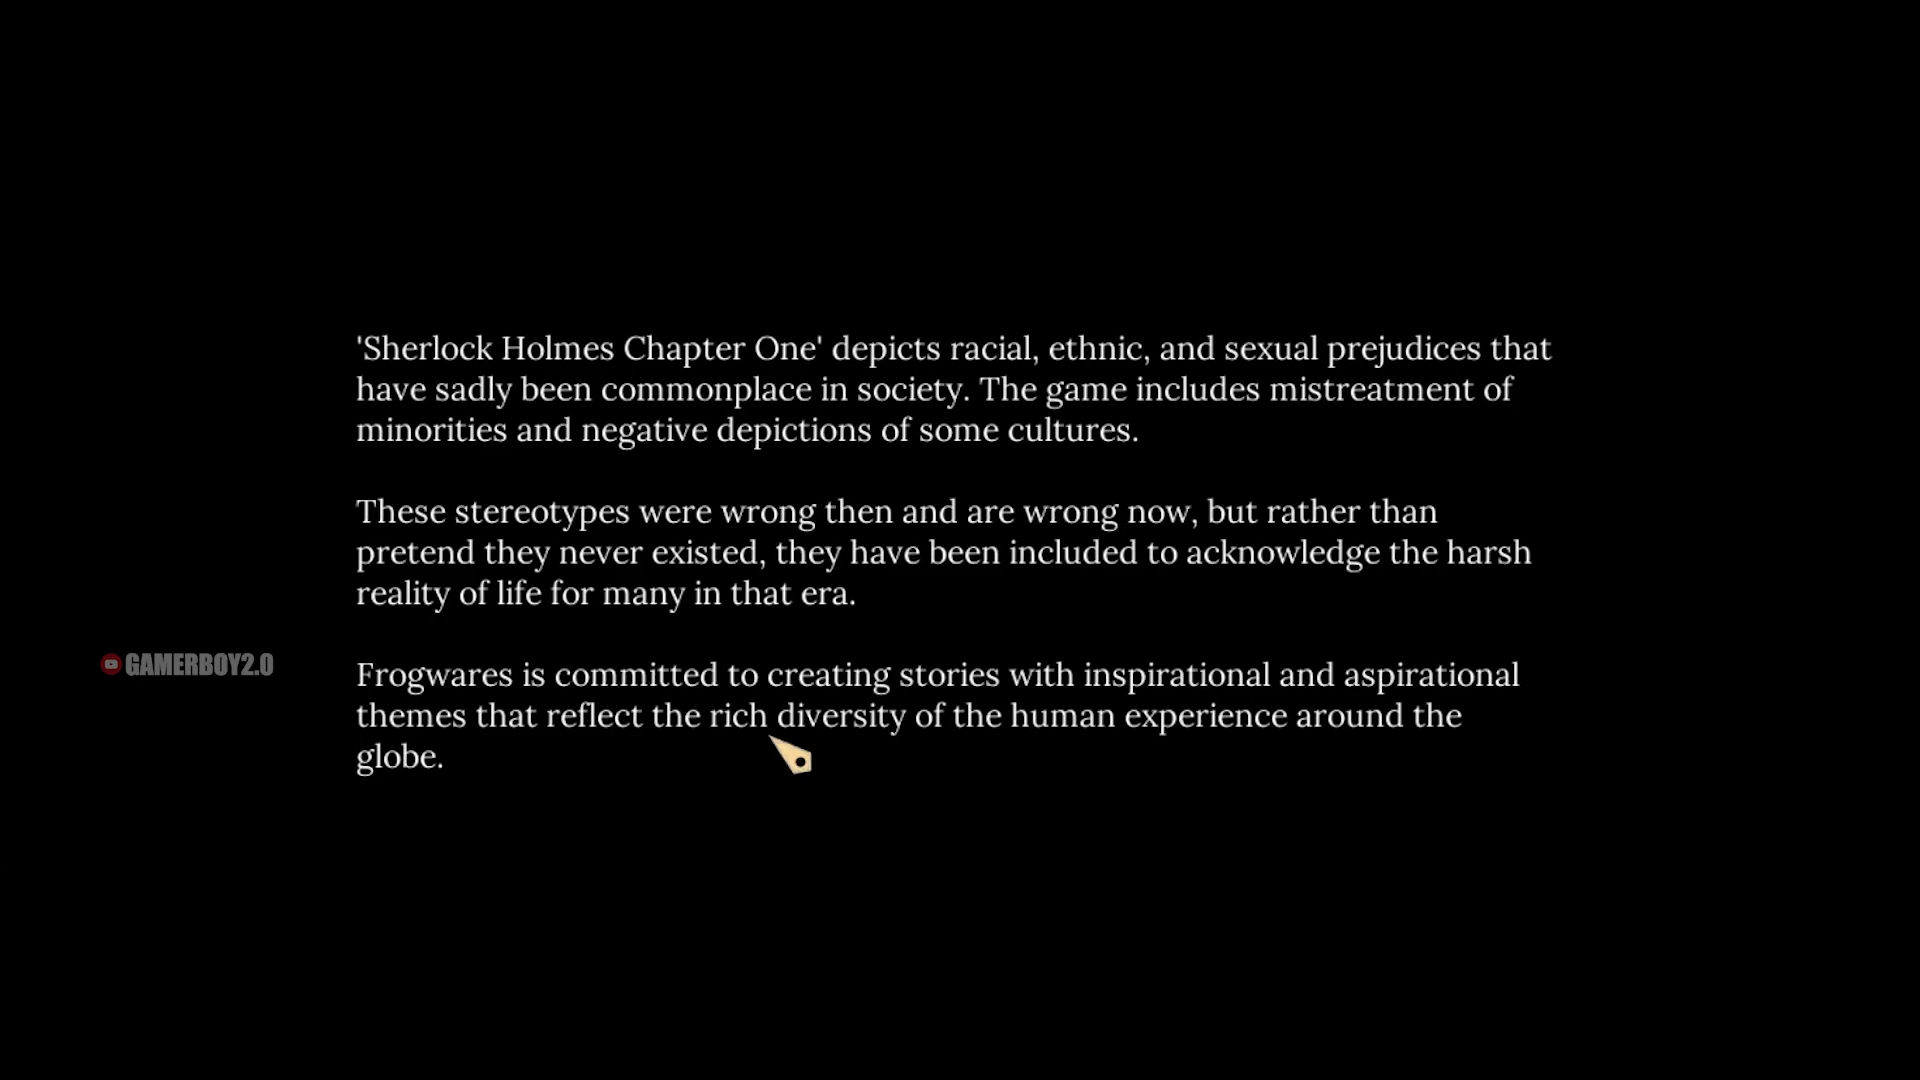 'Sherlock Holmes Chapter One' depicts racial, ethnic, and sexual prejudices that
have sadly been commonplace in society. The game includes mistreatment of
minorities and negative depictions of some cultures.
These stereotypes were wrong then and are wrong now, but rather than
pretend they never existed, they have been included to acknowledge the harsh
reality of life for many in that era.
GAMERBOY2.0
Frogwares is committed to creating stories with inspirational and aspirational
themes that reflect the rich diversity of the human experience around the
globe.